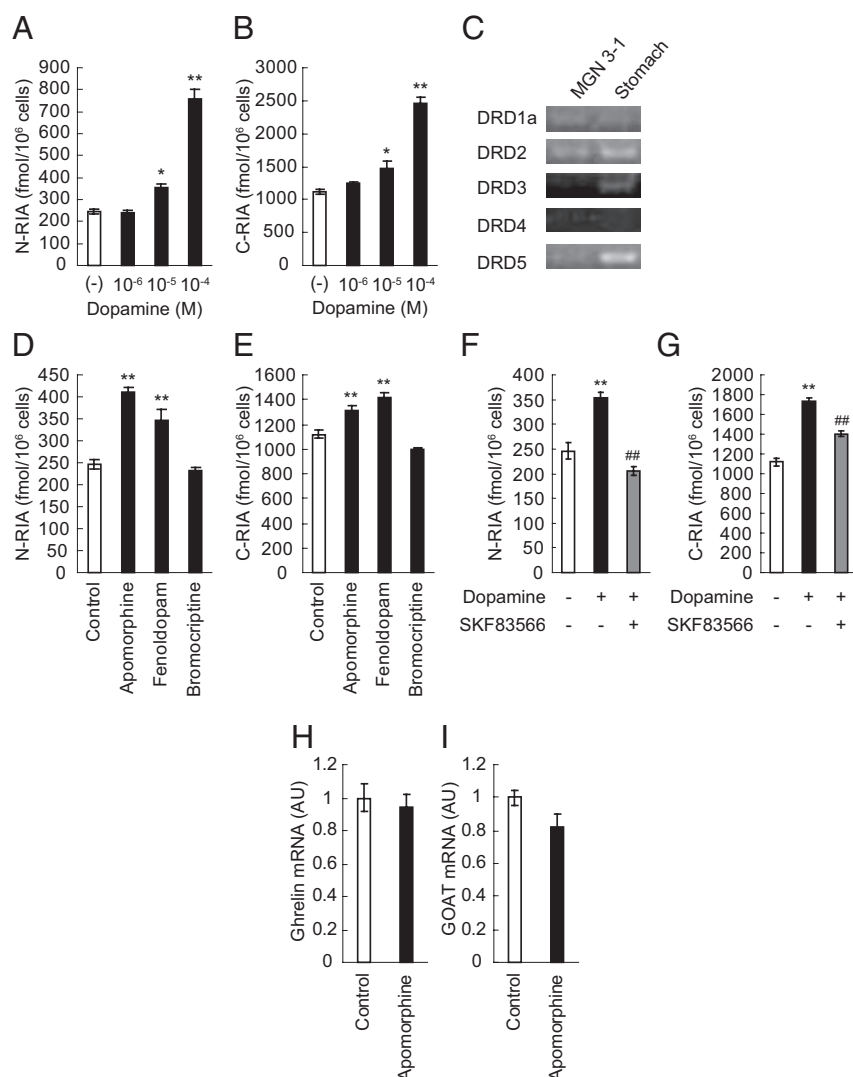 A
N-RIA (fmol/10⁶ cells)
900
800
700
600
500
400
300
200
100
0
*
**
(-) 10⁻⁶ 10⁻⁵ 10⁻⁴
Dopamine (M)
B
C-RIA (fmol/10⁶ cells)
3000
2500
2000
1500
1000
500
0
*
**
(-) 10⁻⁶ 10⁻⁵ 10⁻⁴
Dopamine (M)
C
MGN 3-1 Stomach
DRD1a
DRD2
DRD3
DRD4
DRD5
D
N-RIA (fmol/10⁶ cells)
450
400
350
300
250
200
150
100
50
0
** **
Control Apomorphine Fenoldopam Bromocriptine
E
C-RIA (fmol/10⁶ cells)
1600
1400
1200
1000
800
600
400
200
0
** **
Control Apomorphine Fenoldopam Bromocriptine
F
N-RIA (fmol/10⁶ cells)
400
350
300
250
200
150
100
50
0
**
##
Dopamine - + +
SKF83566 - - +
G
C-RIA (fmol/10⁶ cells)
2000
1800
1600
1400
1200
1000
800
600
400
200
0
**
##
Dopamine - + +
SKF83566 - - +
H
Ghrelin mRNA (AU)
1.2
1
0.8
0.6
0.4
0.2
0
Control Apomorphine
I
GOAT mRNA (AU)
1.2
1
0.8
0.6
0.4
0.2
0
Control Apomorphine